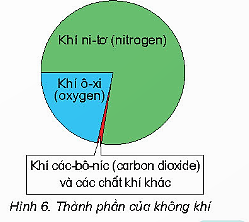 Khí ni-tơ (nitrogen)
Khí ô-xi
(oxygen)
Khí các-bô-níc (carbon dioxide)
và các chất khí khác
Hình 6. Thành phần của không khí